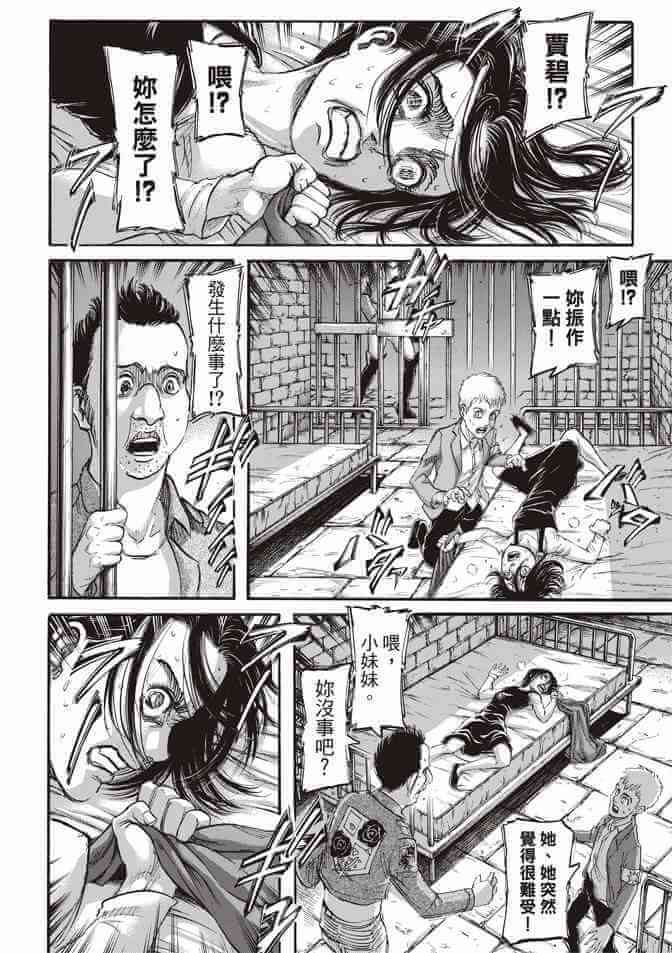 賈碧!?
喂!?
妳怎麼了!?
喂!?
妳振作
一點！
發生什麼事了!?
喂，
小妹妹。
妳沒事吧？
她、她突然
覺得很難受！